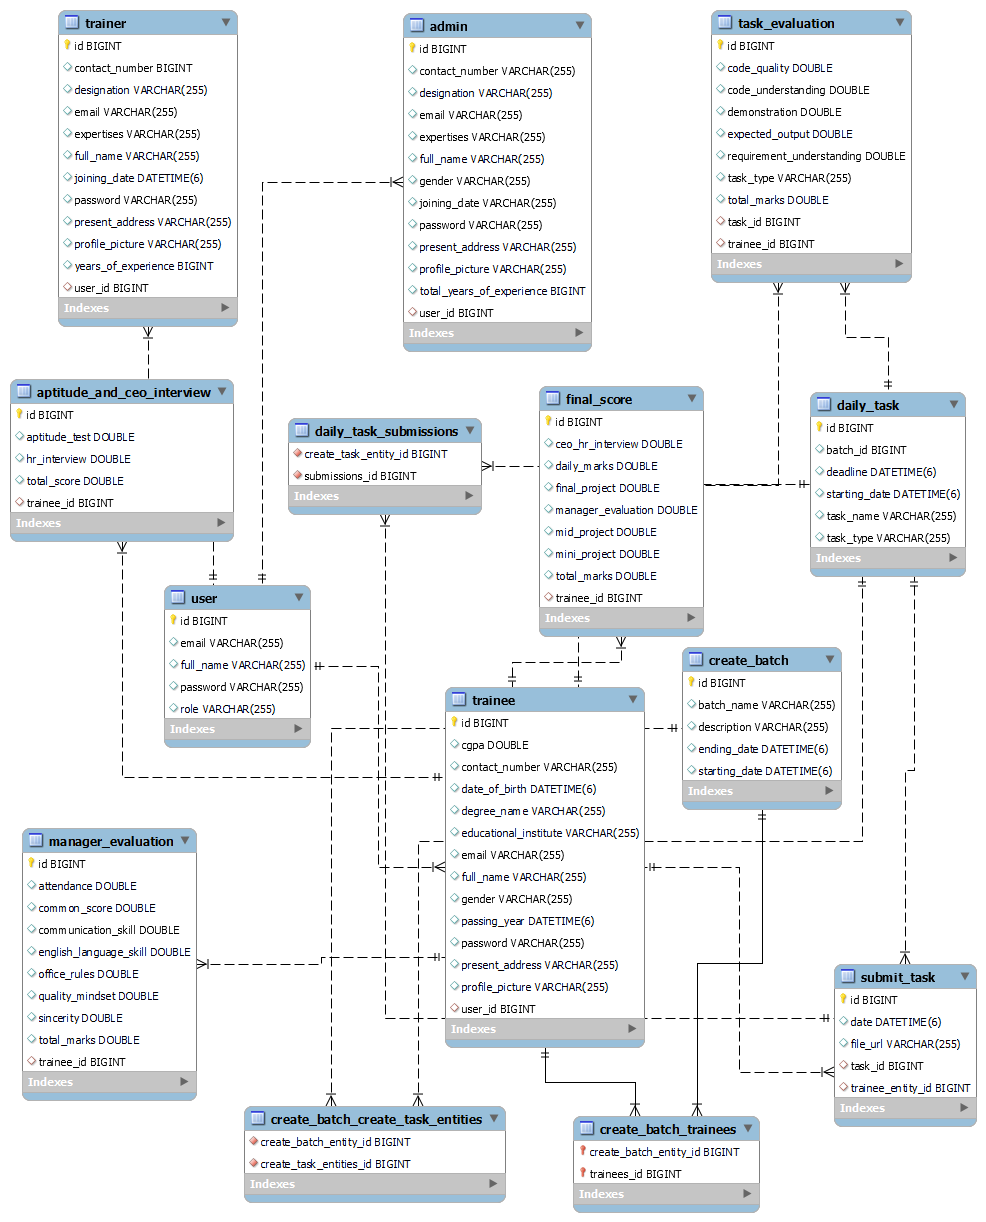 trainer
id BIGINT
contact_number BIGINT
designation VARCHAR(255)
email VARCHAR(255)
expertises VARCHAR(255)
full_name VARCHAR(255)
joining_date DATETIME(6)
password VARCHAR(255)
present_address VARCHAR(255)
profile_picture VARCHAR(255)
years_of_experience BIGINT
user_id BIGINT
Indexes
admin
id BIGINT
contact_number VARCHAR(255)
designation VARCHAR(255)
email VARCHAR(255)
expertises VARCHAR(255)
full_name VARCHAR(255)
gender VARCHAR(255)
joining_date VARCHAR(255)
password VARCHAR(255)
present_address VARCHAR(255)
profile_picture VARCHAR(255)
total_years_of_experience BIGINT
user_id BIGINT
Indexes
task_evaluation
id BIGINT
code_quality DOUBLE
code_understanding DOUBLE
demonstration DOUBLE
expected_output DOUBLE
requirement_understanding DOUBLE
task_type VARCHAR(255)
total_marks DOUBLE
task_id BIGINT
trainee_id BIGINT
Indexes
aptitude_and_ceo_interview
id BIGINT
aptitude_test DOUBLE
hr_interview DOUBLE
total_score DOUBLE
trainee_id BIGINT
Indexes
daily_task_submissions
create_task_entity_id BIGINT
submissions_id BIGINT
Indexes
final_score
id BIGINT
ceo_hr_interview DOUBLE
daily_marks DOUBLE
final_project DOUBLE
manager_evaluation DOUBLE
mid_project DOUBLE
mini_project DOUBLE
total_marks DOUBLE
trainee_id BIGINT
Indexes
daily_task
id BIGINT
batch_id BIGINT
deadline DATETIME(6)
starting_date DATETIME(6)
task_name VARCHAR(255)
task_type VARCHAR(255)
Indexes
user
id BIGINT
email VARCHAR(255)
full_name VARCHAR(255)
password VARCHAR(255)
role VARCHAR(255)
Indexes
create_batch
id BIGINT
batch_name VARCHAR(255)
description VARCHAR(255)
ending_date DATETIME(6)
starting_date DATETIME(6)
Indexes
trainee
id BIGINT
cgpa DOUBLE
contact_number VARCHAR(255)
date_of_birth DATETIME(6)
degree_name VARCHAR(255)
educational_institute VARCHAR(255)
email VARCHAR(255)
full_name VARCHAR(255)
gender VARCHAR(255)
passing_year DATETIME(6)
password VARCHAR(255)
present_address VARCHAR(255)
profile_picture VARCHAR(255)
user_id BIGINT
Indexes
manager_evaluation
id BIGINT
attendance DOUBLE
common_score DOUBLE
communication_skill DOUBLE
english_language_skill DOUBLE
office_rules DOUBLE
quality_mindset DOUBLE
sincerity DOUBLE
total_marks DOUBLE
trainee_id BIGINT
Indexes
submit_task
id BIGINT
date DATETIME(6)
file_url VARCHAR(255)
task_id BIGINT
trainee_entity_id BIGINT
Indexes
create_batch_create_task_entities
create_batch_entity_id BIGINT
create_task_entities_id BIGINT
Indexes
create_batch_trainees
create_batch_entity_id BIGINT
trainees_id BIGINT
Indexes